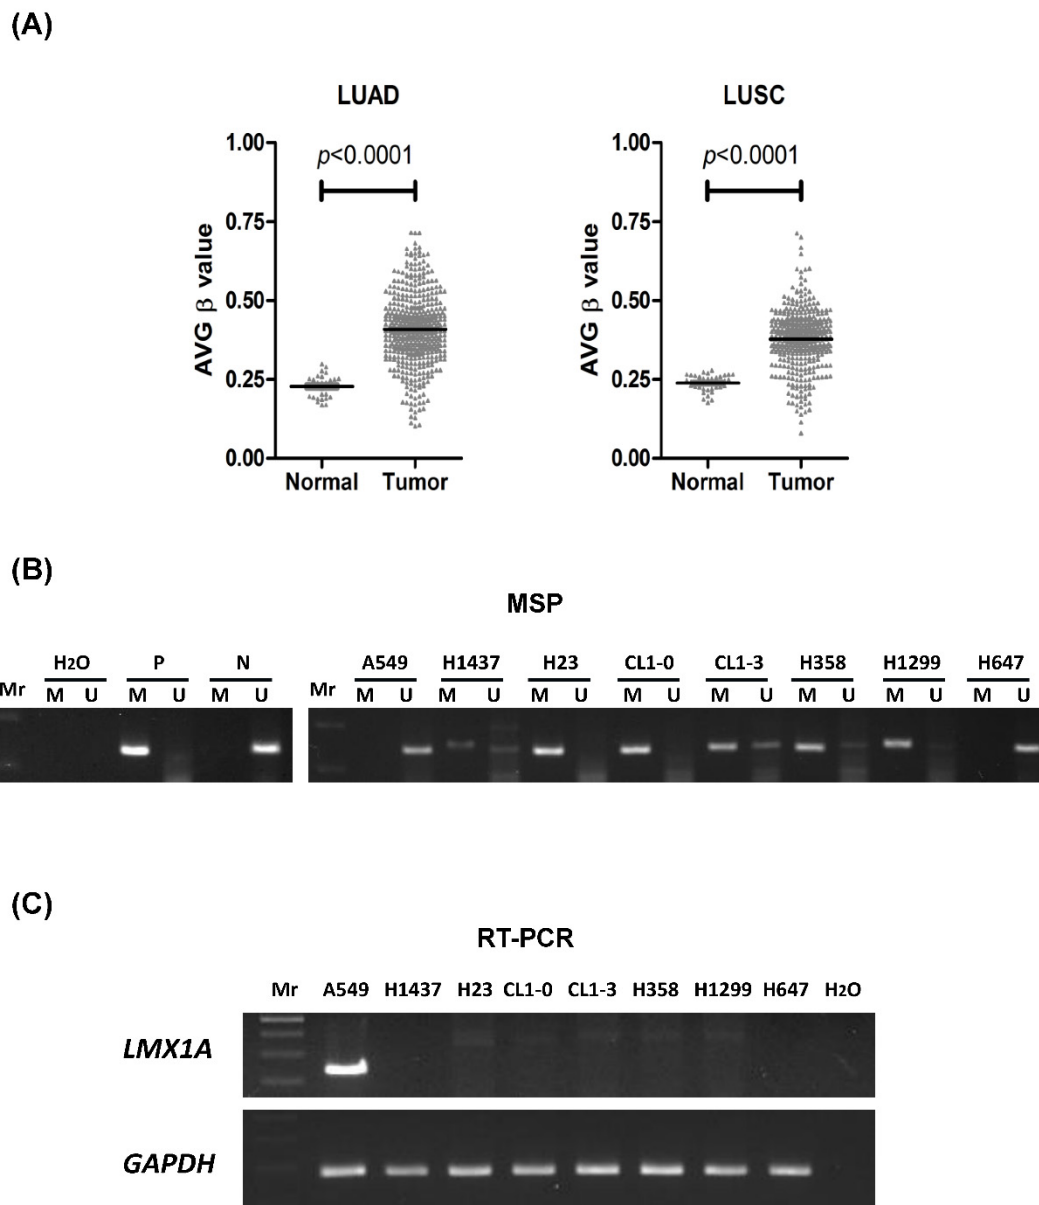 (A)
LUAD LUSC
1.00 p<0.0001 1.00 p<0.0001
0.75 0.75
AVG β value AVG β value
0.50 0.50
0.25 0.25
0.00 0.00
Normal Tumor Normal Tumor
(B)
MSP
H2O P N A549 H1437 H23 CL1-0 CL1-3 H358 H1299 H647
Mr M U M U M U Mr M U M U M U M U M U M U M U M U
(C)
RT-PCR
Mr A549 H1437 H23 CL1-0 CL1-3 H358 H1299 H647 H2O
LMX1A
GAPDH